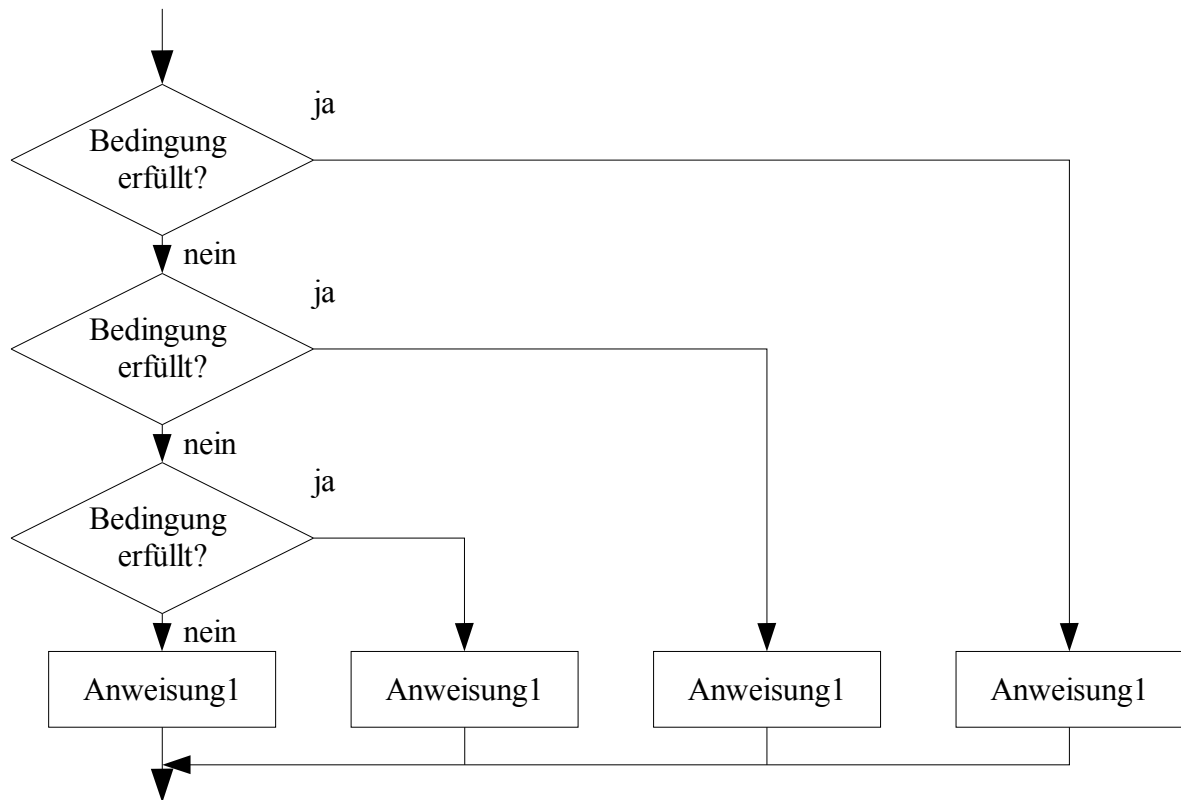 ja
Bedingung
erfüllt?
nein
ja
Bedingung
erfüllt?
nein
ja
Bedingung
erfüllt?
nein
Anweisung1
Anweisung1
Anweisung1
Anweisung1